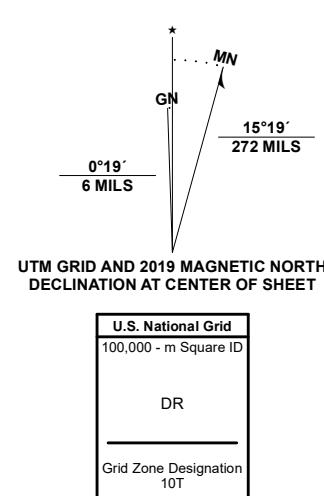 ★
MN
GN
15°19´
272 MILS
0°19´
6 MILS
UTM GRID AND 2019 MAGNETIC NORTH
DECLINATION AT CENTER OF SHEET
U.S. National Grid
100,000 - m Square ID
DR
Grid Zone Designation
10T